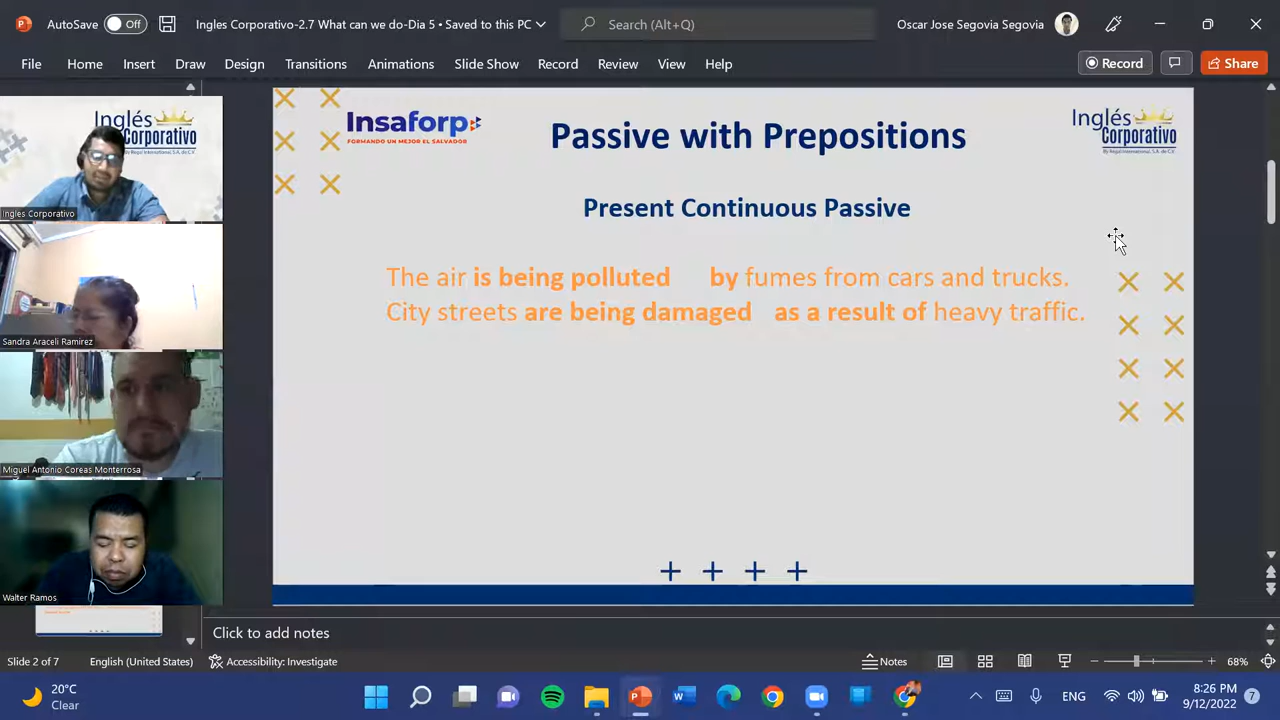 AutoSave Off Ingles Corporativo-2.7 What can we do-Dia 5 • Saved to this PC Search (Alt+Q) Oscar Jose Segovia Segovia
File Home Insert Draw Design Transitions Animations Slide Show Record Review View Help Record Share
Inglés Corporativo
Ingles Corporativo
Sandra Araceli Ramirez
Miguel Antonio Coreas Monterrosa
Walter Ramos
Insaforp
FORMANDO UN MEJOR EL SALVADOR
Passive with Prepositions
Inglés
Corporativo
By Regal International, S.A. de C.V.
Present Continuous Passive
The air is being polluted by fumes from cars and trucks.
City streets are being damaged as a result of heavy traffic.
Click to add notes
Slide 2 of 7 English (United States) Accessibility: Investigate Notes 68%
20°C
Clear
ENG
8:26 PM
9/12/2022
7